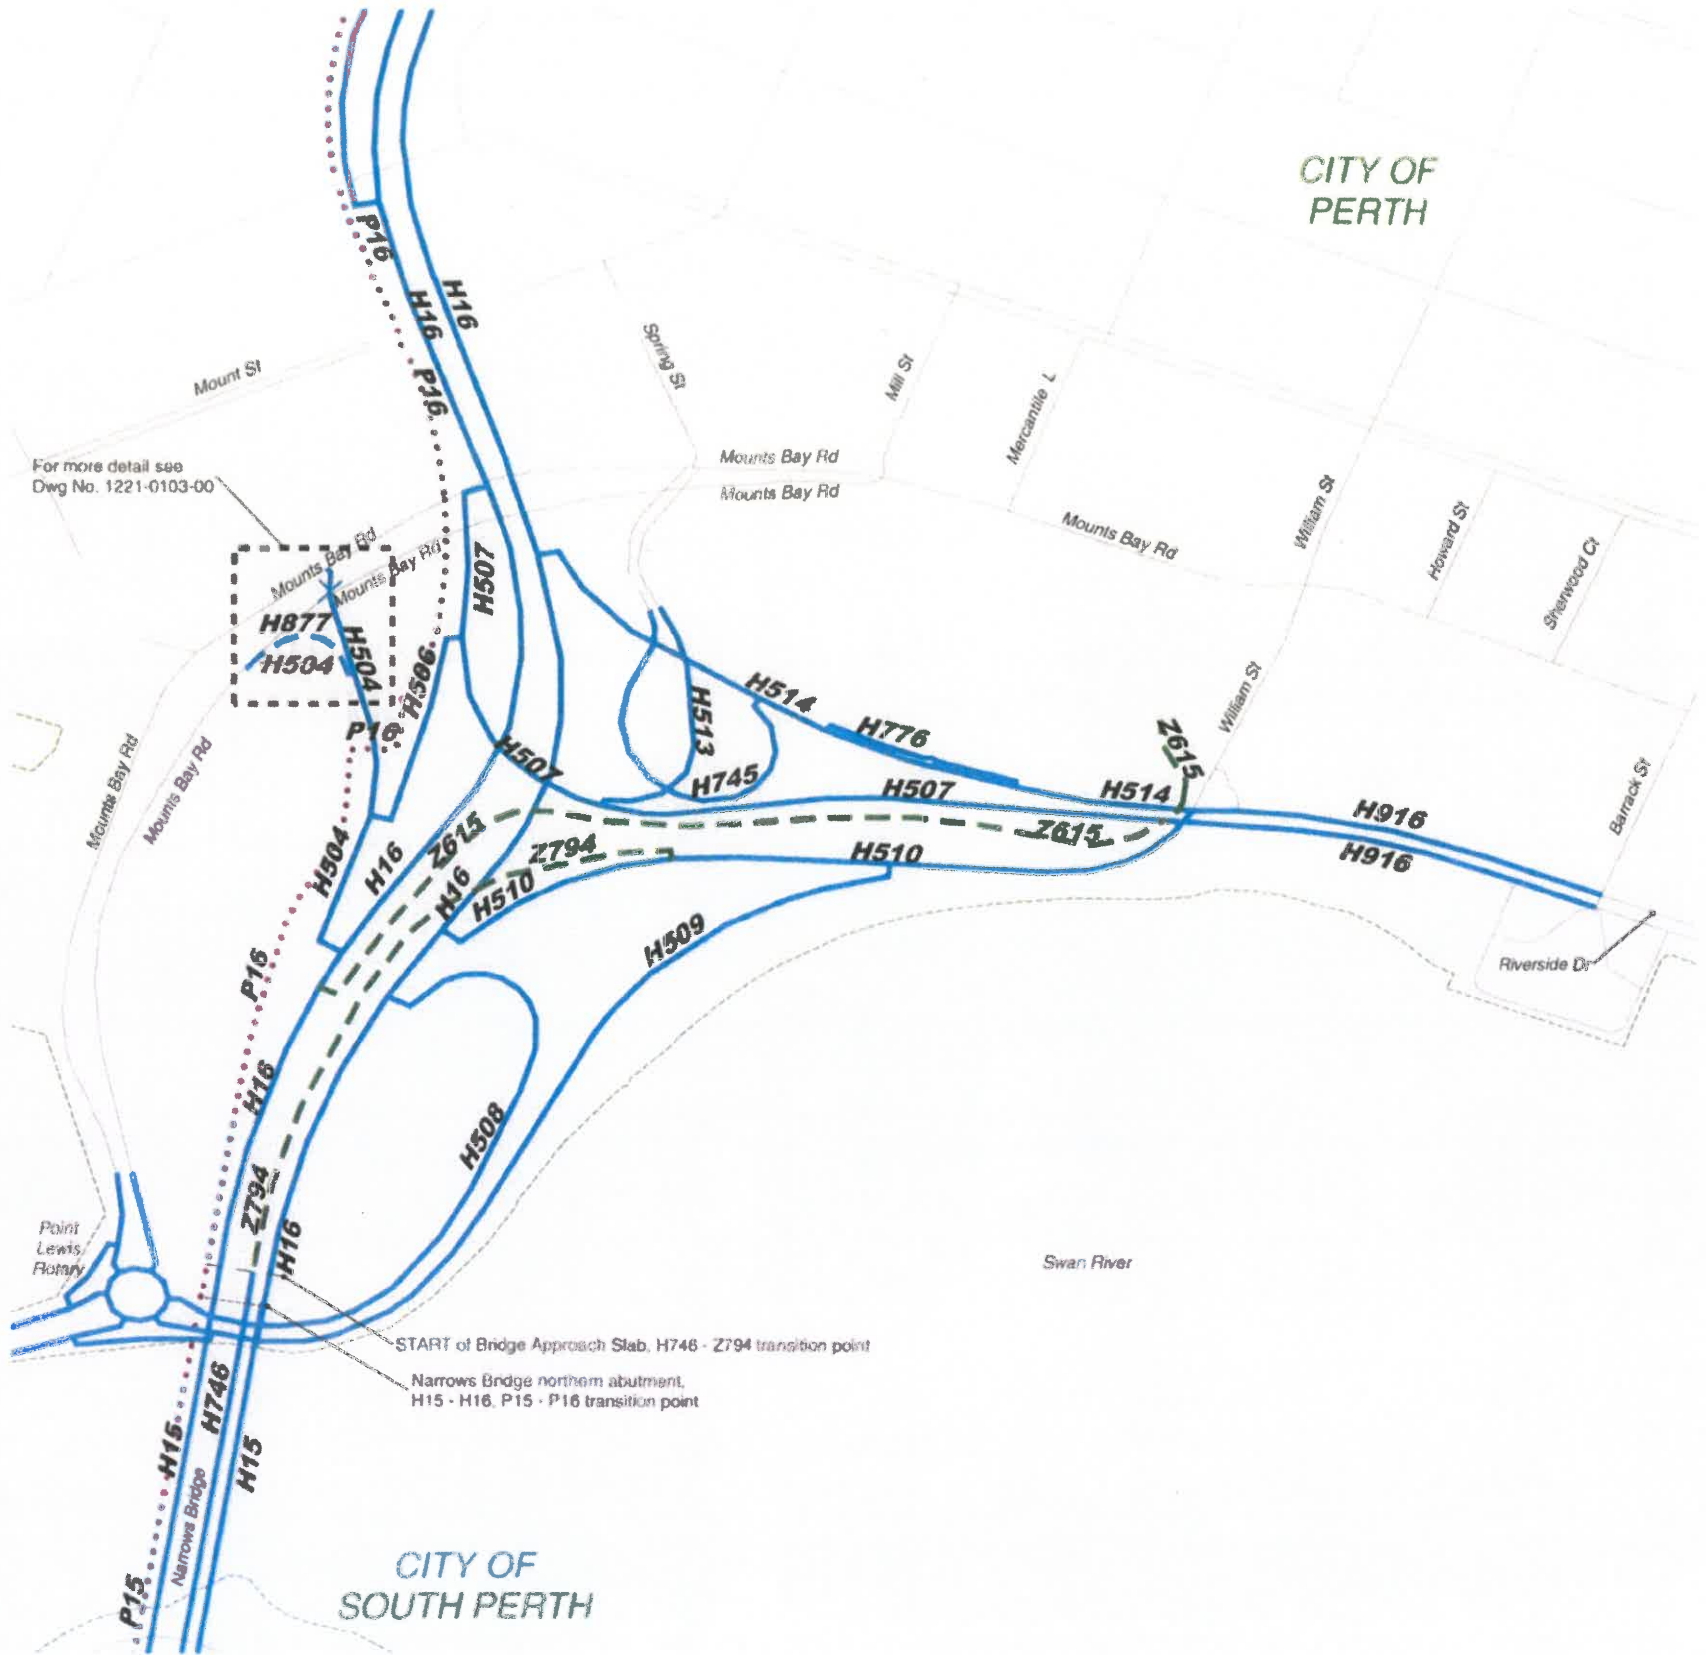 CITY OF
PERTH
P16
H16
H16
P16
Mount St
Spring St
Mill St
Mercantile L
Mounts Bay Rd
Mounts Bay Rd
Mounts Bay Rd
William St
Howard St
Sherwood Ct
For more detail see
Dwg No. 1221-0103-00
Mounts Bay Rd
Mounts Bay Rd
H507
H877
H504
H504
H506
P16
H514
H513
H776
H745
H507
H507
H514
Z615
William St
Barrack St
H916
H916
Mounts Bay Rd
Mounts Bay Rd
H504
H16
Z615
Z794
H16
H510
H510
Z615
H509
P16
Riverside Dr
H16
H508
Z794
H16
Point
Lewis
Rotary
Swan River
START of Bridge Approach Slab, H746 - Z794 transition point
Narrows Bridge northern abutment,
H15 - H16, P15 - P16 transition point
H746
H15
H15
Narrows Bridge
P15
CITY OF
SOUTH PERTH